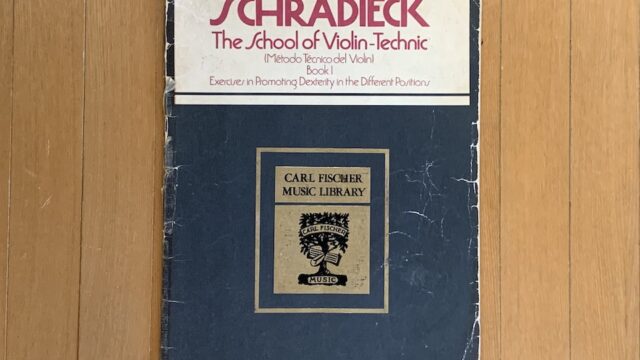 SCHRADIECK
The School of Violin-Technic
(Método Técnico del Violín)
Book I
Exercises in Promoting Dexterity in the Different Positions
CARL FISCHER
MUSIC LIBRARY
CARL FISCHER
MUSIC